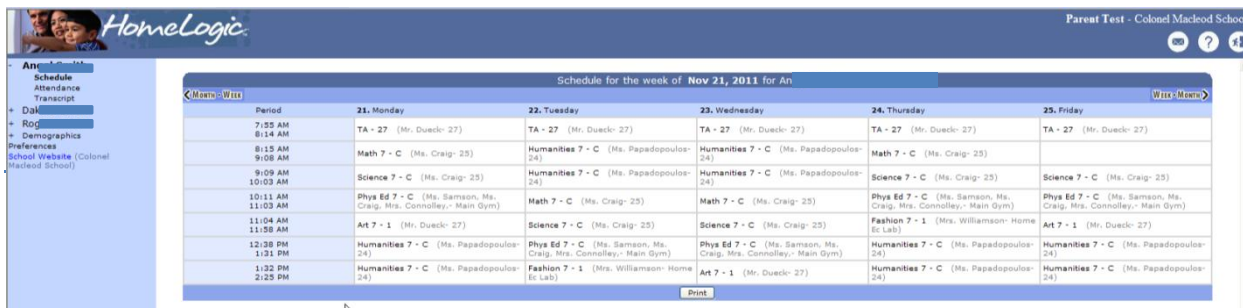 HomeLogic
Parent Test - Colonel Macleod Schoo
- An
Schedule
Attendance
Transcript
+ Dak
+ Rog
+ Demographics
Preferences
School Website (Colonel
Macleod School)
Schedule for the week of Nov 21, 2011 for An
Month - Week
Week - Month
Period 21. Monday 22. Tuesday 23. Wednesday 24. Thursday 25. Friday
7:55 AM
8:14 AM
TA - 27 (Mr. Dueck- 27) TA - 27 (Mr. Dueck- 27) TA - 27 (Mr. Dueck- 27) TA - 27 (Mr. Dueck- 27) TA - 27 (Mr. Dueck- 27)
8:15 AM
9:08 AM
Math 7 - C (Ms. Craig- 25)
Humanities 7 - C (Ms. Papadopoulos-
24)
Humanities 7 - C (Ms. Papadopoulos-
24)
Math 7 - C (Ms. Craig- 25)
9:09 AM
10:03 AM
Science 7 - C (Ms. Craig- 25)
Humanities 7 - C (Ms. Papadopoulos-
24)
Humanities 7 - C (Ms. Papadopoulos-
24)
Science 7 - C (Ms. Craig- 25)
Science 7 - C (Ms. Craig- 25)
10:11 AM
11:03 AM
Phys Ed 7 - C (Ms. Samson, Ms.
Craig, Mrs. Connolley,- Main Gym)
Math 7 - C (Ms. Craig- 25)
Math 7 - C (Ms. Craig- 25)
Phys Ed 7 - C (Ms. Samson, Ms.
Craig, Mrs. Connolley,- Main Gym)
Phys Ed 7 - C (Ms. Samson, Ms.
Craig, Mrs. Connolley,- Main Gym)
11:04 AM
11:58 AM
Art 7 - 1 (Mr. Dueck- 27)
Science 7 - C (Ms. Craig- 25)
Science 7 - C (Ms. Craig- 25)
Fashion 7 - 1 (Mrs. Williamson- Home
Ec Lab)
Art 7 - 1 (Mr. Dueck- 27)
12:38 PM
1:31 PM
Humanities 7 - C (Ms. Papadopoulos-
24)
Phys Ed 7 - C (Ms. Samson, Ms.
Craig, Mrs. Connolley,- Main Gym)
Phys Ed 7 - C (Ms. Samson, Ms.
Craig, Mrs. Connolley,- Main Gym)
Humanities 7 - C (Ms. Papadopoulos-
24)
Humanities 7 - C (Ms. Papadopoulos-
24)
1:32 PM
2:25 PM
Humanities 7 - C (Ms. Papadopoulos-
24)
Fashion 7 - 1 (Mrs. Williamson- Home
Ec Lab)
Art 7 - 1 (Mr. Dueck- 27)
Humanities 7 - C (Ms. Papadopoulos-
24)
Humanities 7 - C (Ms. Papadopoulos-
24)
Print